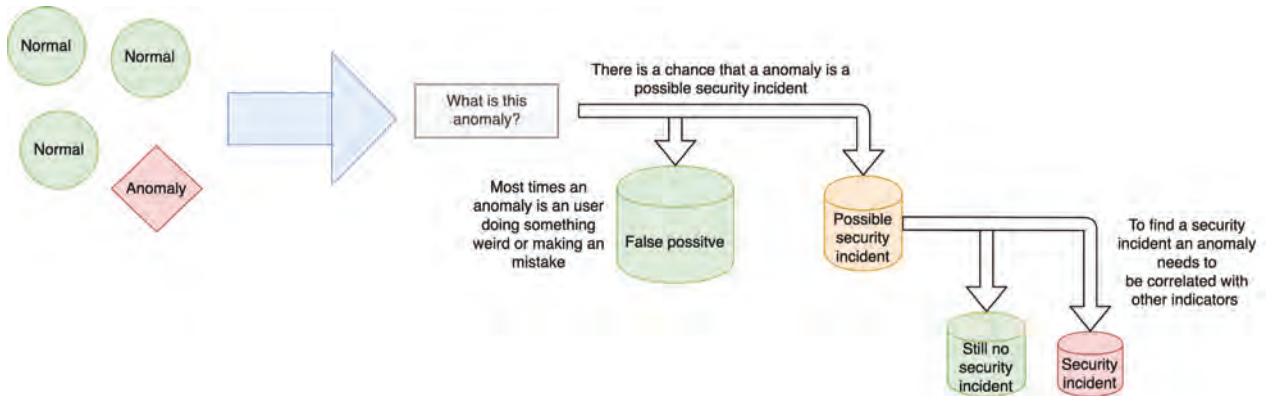 Normal
Normal
Normal
Anomaly
What is this
anomaly?
There is a chance that a anomaly is a
possible security incident
Most times an
anomaly is an user
doing something
weird or making an
mistake
False possitve
Possible
security
incident
To find a security
incident an anomaly
needs to
be correlated with
other indicators
Still no
security
incident
Security
incident